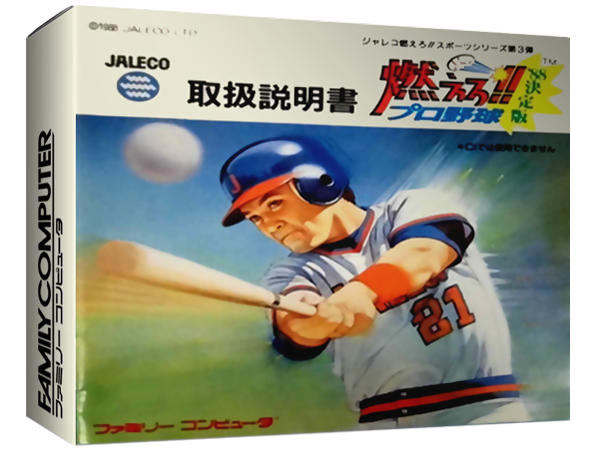 ©1988 JALECO LTD
ジャレコ燃えろ!!スポーツシリーズ第3弾
JALECO
取扱説明書
燃えろ!!
プロ野球
'88決定版
TM
21
ファミリー コンピュータ
FAMILY COMPUTER
ファミリー コンピュータ